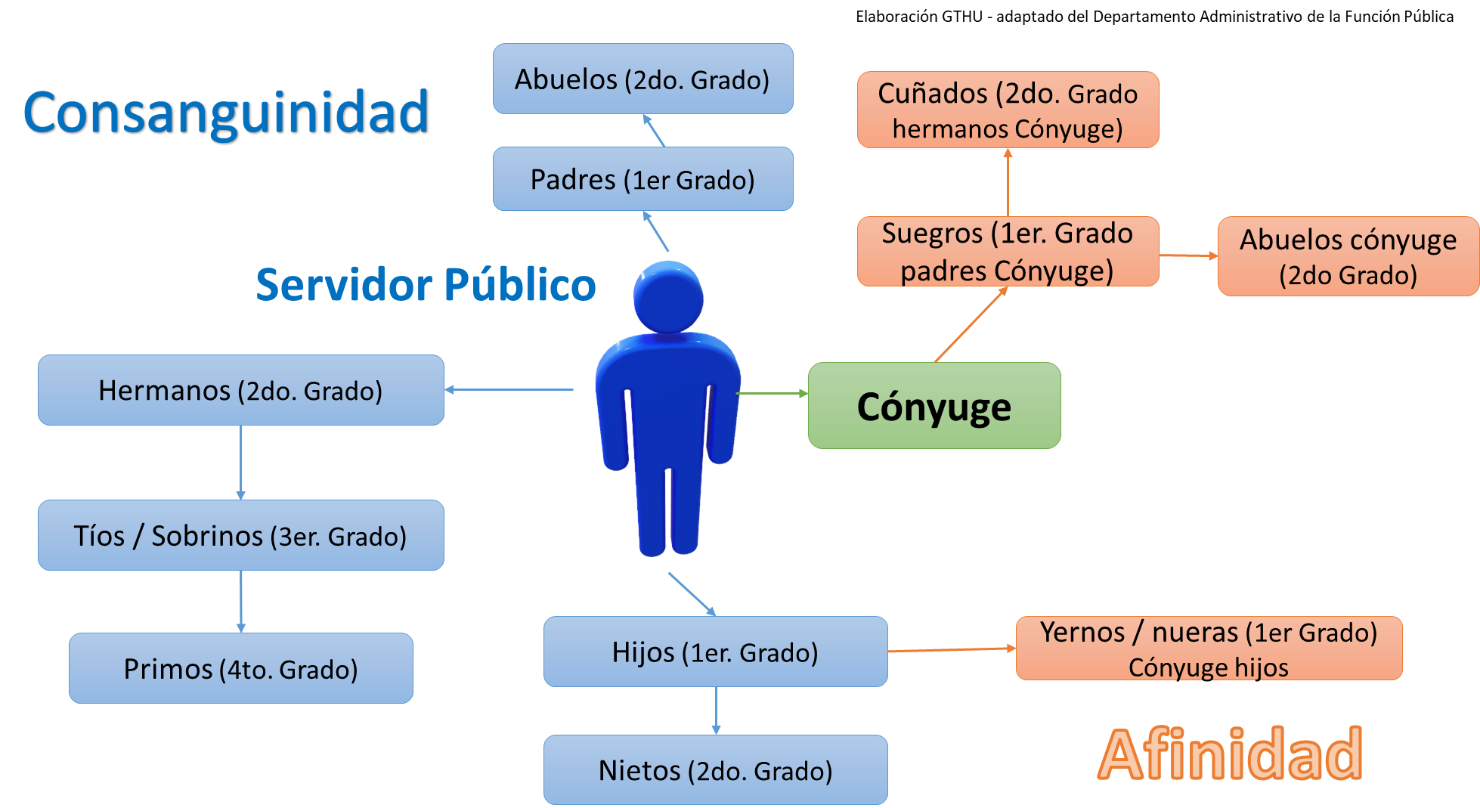 Elaboración GTHU - adaptado del Departamento Administrativo de la Función Pública
Consanguinidad
Abuelos (2do. Grado)
Padres (1er Grado)
Cuñados (2do. Grado
hermanos Cónyuge)
Suegros (1er. Grado
padres Cónyuge)
Abuelos cónyuge
(2do Grado)
Servidor Público
Hermanos (2do. Grado)
Cónyuge
Tíos / Sobrinos (3er. Grado)
Primos (4to. Grado)
Hijos (1er. Grado)
Yernos / nueras (1er Grado)
Cónyuge hijos
Nietos (2do. Grado)
Afinidad